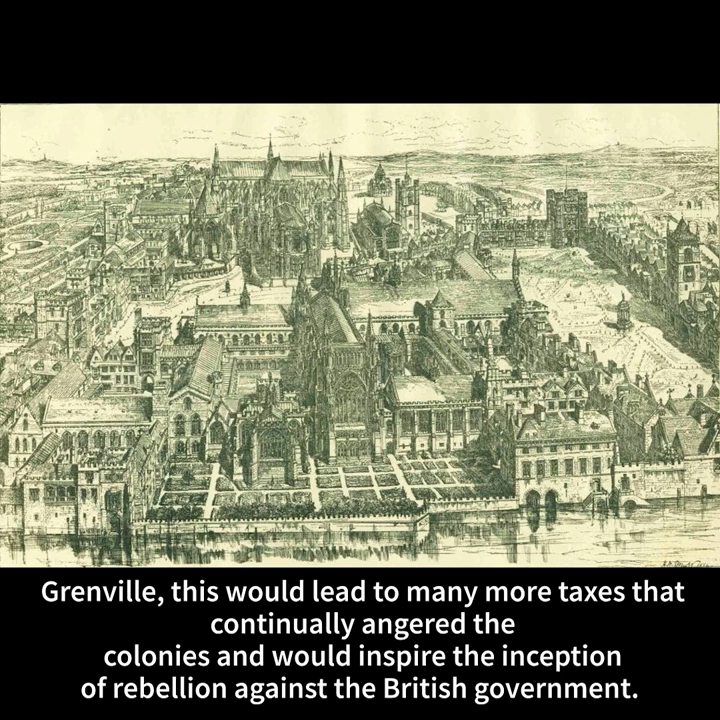 Grenville, this would lead to many more taxes that
continually angered the
colonies and would inspire the inception
of rebellion against the British government.